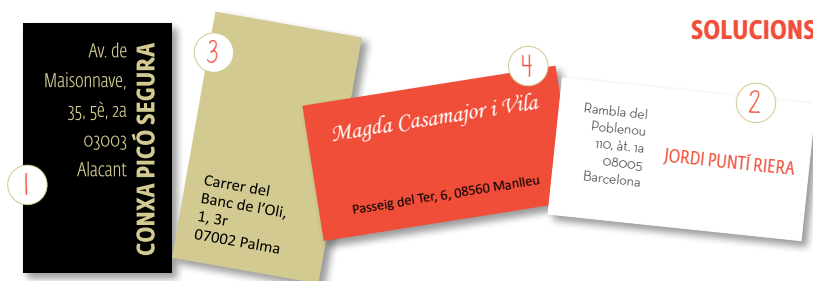 SOLUCIONS
1
Av. de
Maisonnave,
35, 5è, 2a
03003
Alacant
CONXA PICÓ SEGURA
3
Carrer del
Banc de l'Oli,
1, 3r
07002 Palma
4
Magda Casamajor i Vila
Passeig del Ter, 6, 08560 Manlleu
2
Rambla del
Poblenou
110, àt. 1a
08005
Barcelona
JORDI PUNTÍ RIERA